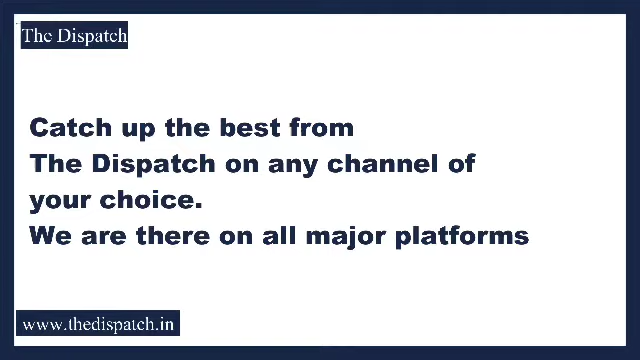 The Dispatch
Catch up the best from
The Dispatch on any channel of
your choice.
We are there on all major platforms
www.thedispatch.in